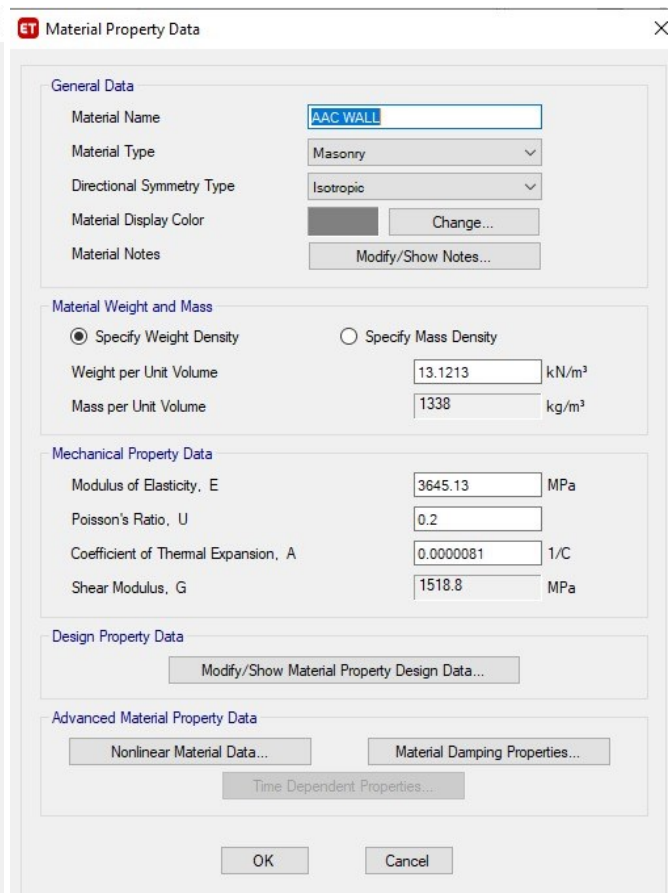 ET Material Property Data
General Data
Material Name AAC WALL
Material Type Masonry
Directional Symmetry Type Isotropic
Material Display Color Change...
Material Notes Modify/Show Notes...
Material Weight and Mass
Specify Weight Density Specify Mass Density
Weight per Unit Volume 13.1213 kN/m³
Mass per Unit Volume 1338 kg/m³
Mechanical Property Data
Modulus of Elasticity, E 3645.13 MPa
Poisson's Ratio, U 0.2
Coefficient of Thermal Expansion, A 0.0000081 1/C
Shear Modulus, G 1518.8 MPa
Design Property Data
Modify/Show Material Property Design Data...
Advanced Material Property Data
Nonlinear Material Data... Material Damping Properties...
Time Dependent Properties...
OK Cancel